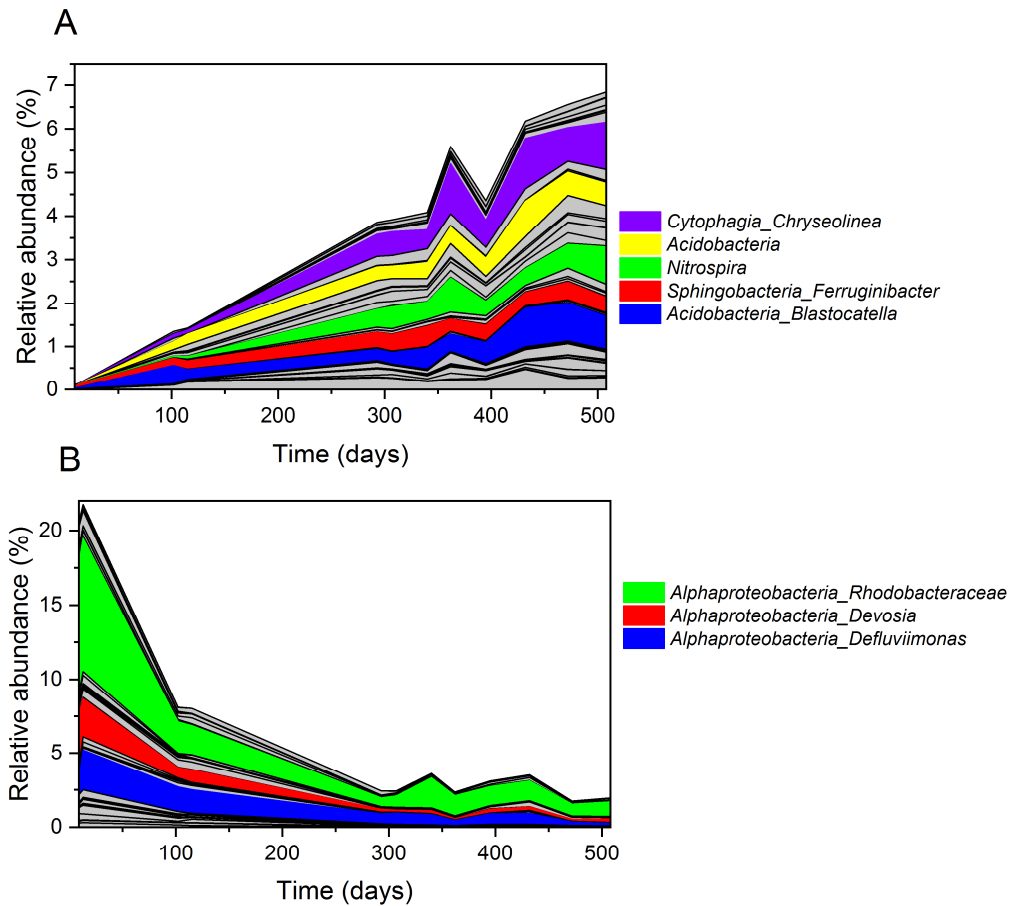 A
Relative abundance (%)
7
6
5
4
3
2
1
0
100
200
300
400
500
Time (days)
Cytophagia_Chryseolinea
Acidobacteria
Nitrospira
Sphingobacteria_Ferruginibacter
Acidobacteria_Blastocatella
B
Relative abundance (%)
20
15
10
5
0
100
200
300
400
500
Time (days)
Alphaproteobacteria_Rhodobacteraceae
Alphaproteobacteria_Devosia
Alphaproteobacteria_Defluviimonas